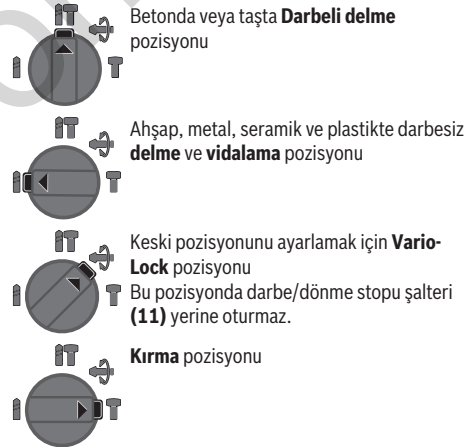 Betonda veya taşta Darbeli delme
pozisyonu
Ahşap, metal, seramik ve plastikte darbesiz
delme ve vidalama pozisyonu
Keski pozisyonunu ayarlamak için Vario-
Lock pozisyonu
Bu pozisyonda darbe/dönme stopu şalteri
(11) yerine oturmaz.
Kırma pozisyonu